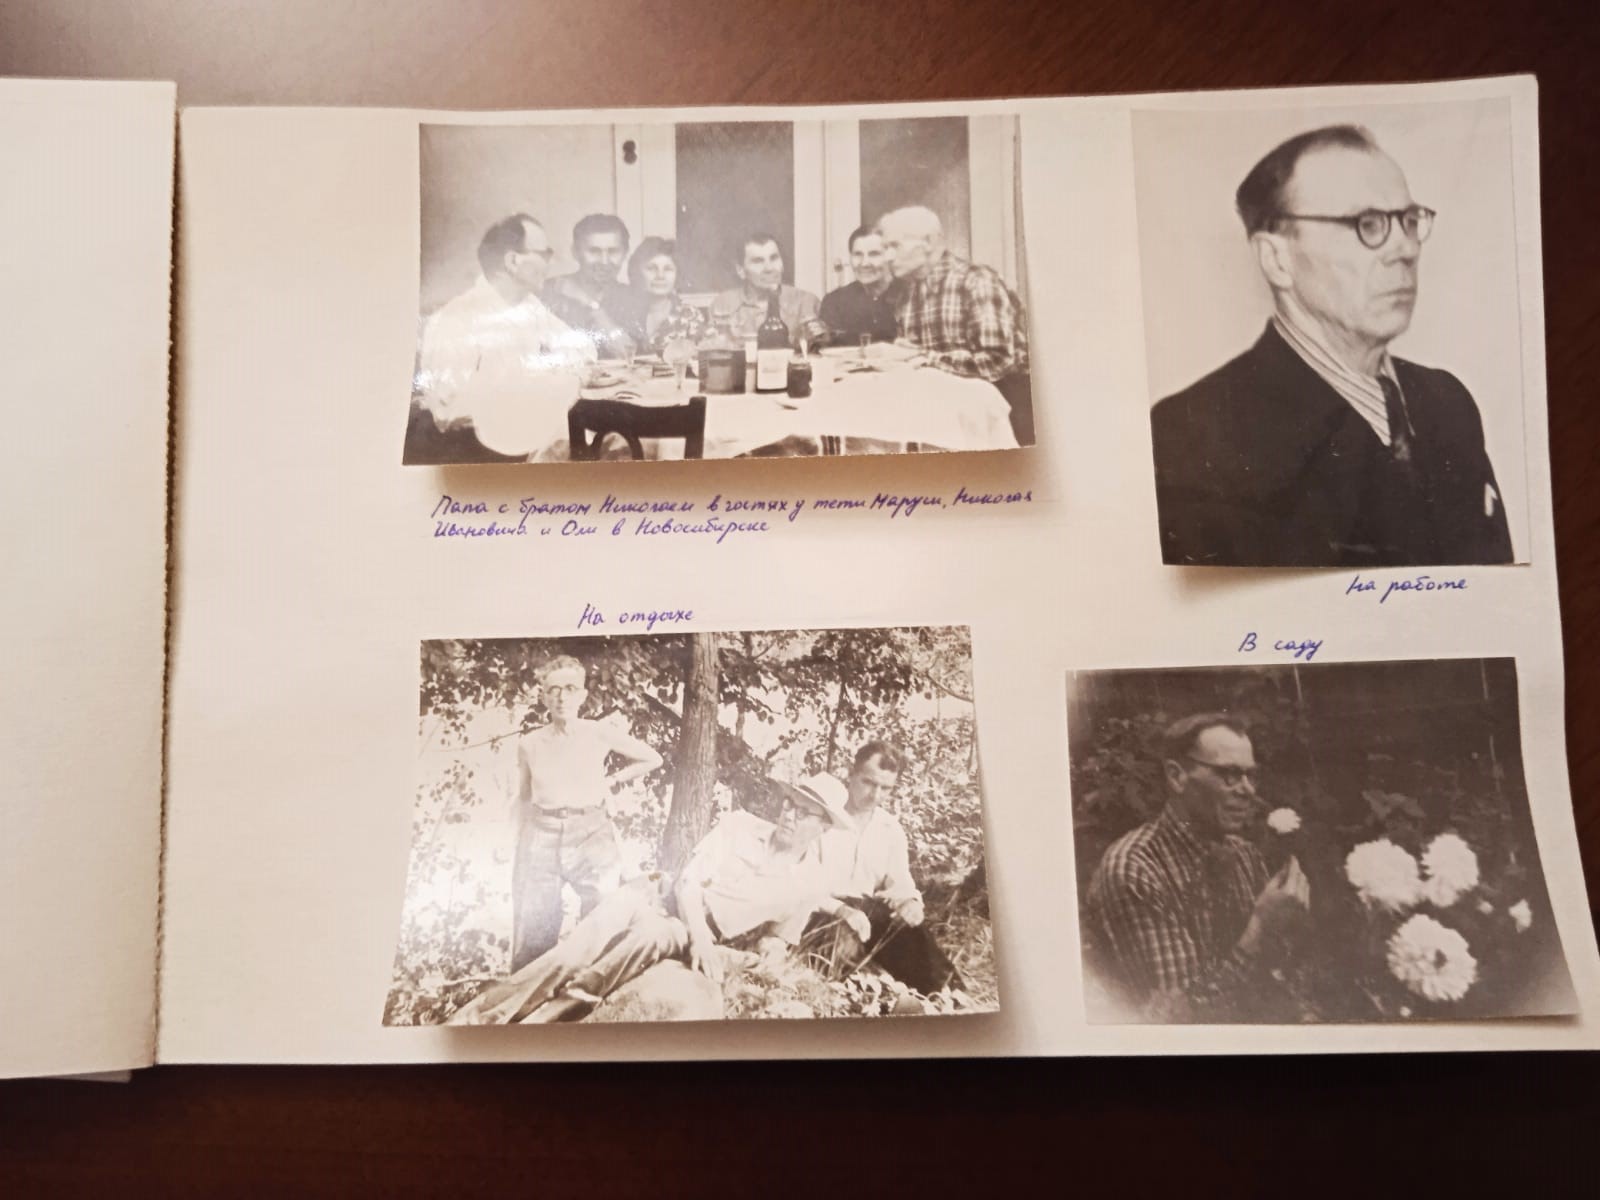 Папа с братом Николаем в гостях у тети Маруси, Николая
Ивановича и Оли в Новосибирске
На работе
На отдыхе
В саду